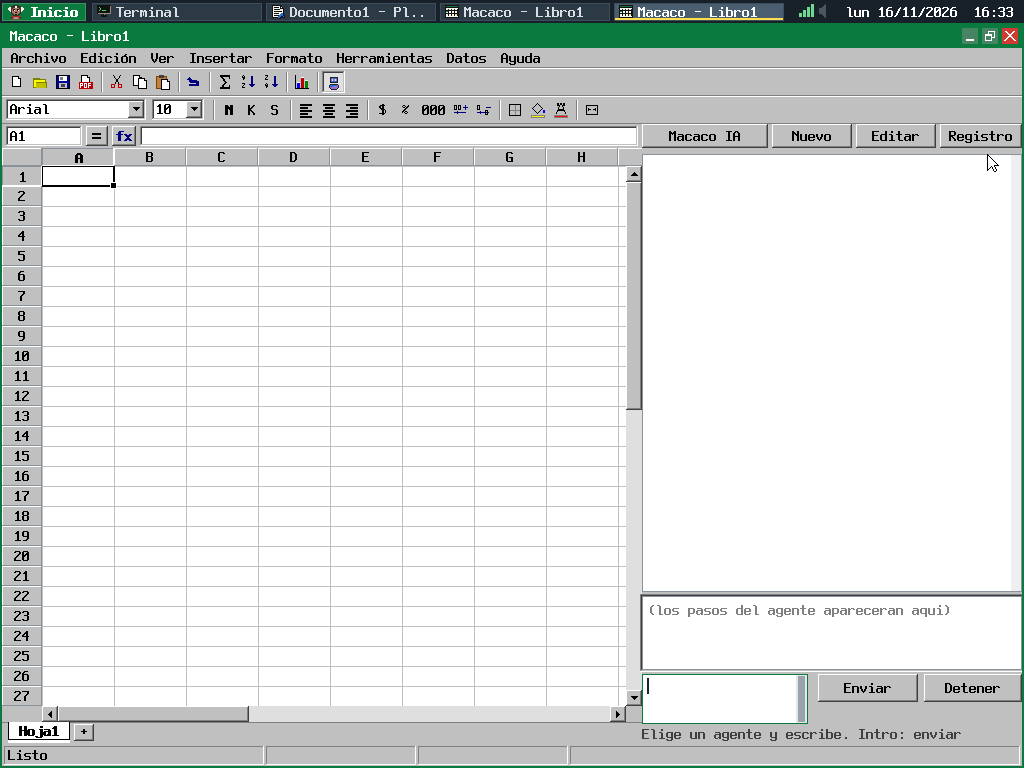 Inicio Terminal Documento1 - Pl.. Macaco - Libro1 Macaco - Libro1 lun 16/11/2026 16:33
Macaco - Libro1
Archivo Edición Ver Insertar Formato Herramientas Datos Ayuda
PDF Σ
Arial 10 N K S $ % 000
A1 = fx Macaco IA Nuevo Editar Registro
A B C D E F G H
1
2
3
4
5
6
7
8
9
10
11
12
13
14
15
16
17
18
19
20
21
22
23
24
25
26
27
(los pasos del agente apareceran aqui)
Enviar Detener
Hoja1 +
Elige un agente y escribe. Intro: enviar
Listo